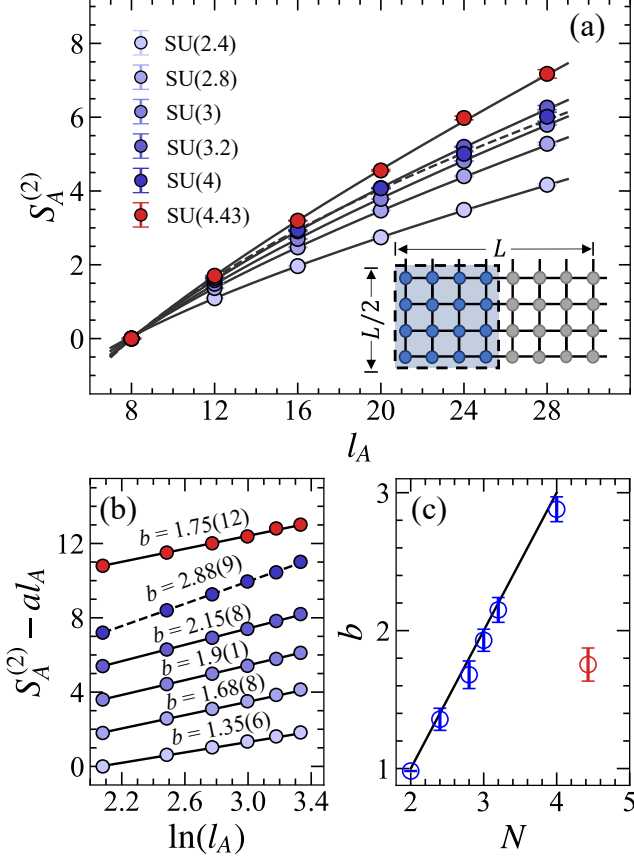 (a)
8
6
4
2
0
S_A^{(2)}
SU(2.4)
SU(2.8)
SU(3)
SU(3.2)
SU(4)
SU(4.43)
L
L/2
8 12 16 20 24 28
l_A
(b)
12
8
4
0
S_A^{(2)} − al_A
b = 1.75(12)
b = 2.88(9)
b = 2.15(8)
b = 1.9(1)
b = 1.68(8)
b = 1.35(6)
2.2 2.6 3.0 3.4
ln(l_A)
(c)
3
2
1
b
2 3 4 5
N